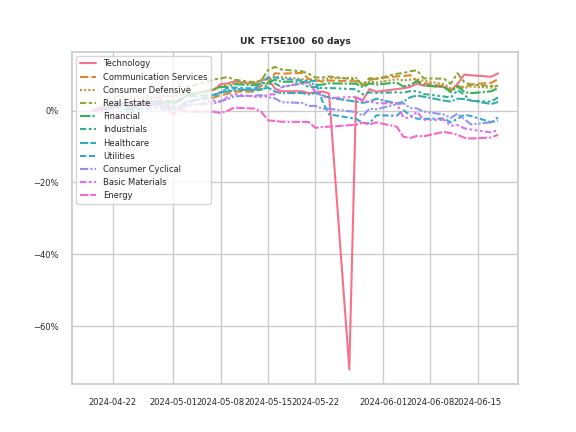 UK FTSE100 60 days
Technology
Communication Services
Consumer Defensive
Real Estate
Financial
Industrials
Healthcare
Utilities
Consumer Cyclical
Basic Materials
Energy
0%
−20%
−40%
−60%
2024-04-22 2024-05-01 2024-05-08 2024-05-15 2024-05-22 2024-06-01 2024-06-08 2024-06-15